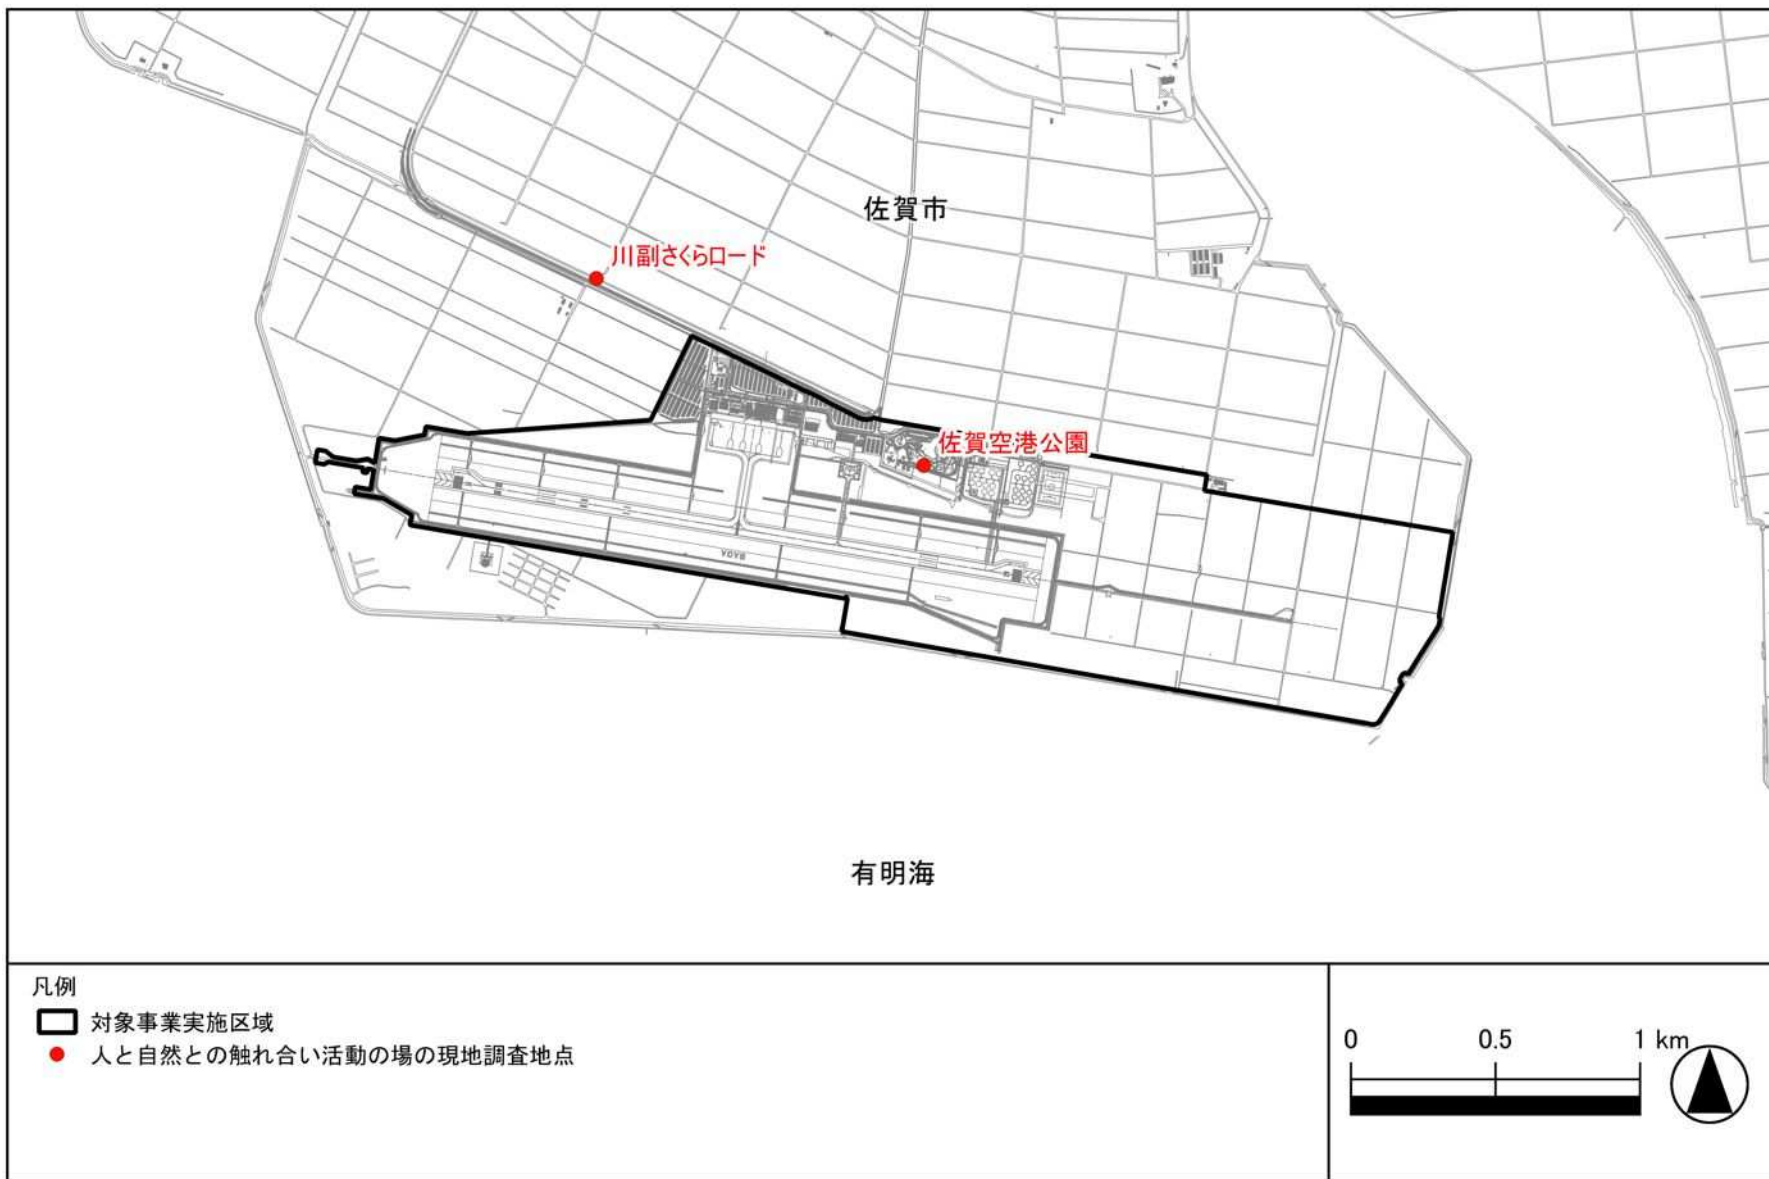 佐賀市
川副さくらロード
佐賀空港公園
有明海
凡例
対象事業実施区域
人と自然との触れ合い活動の場の現地調査地点
0 0.5 1 km